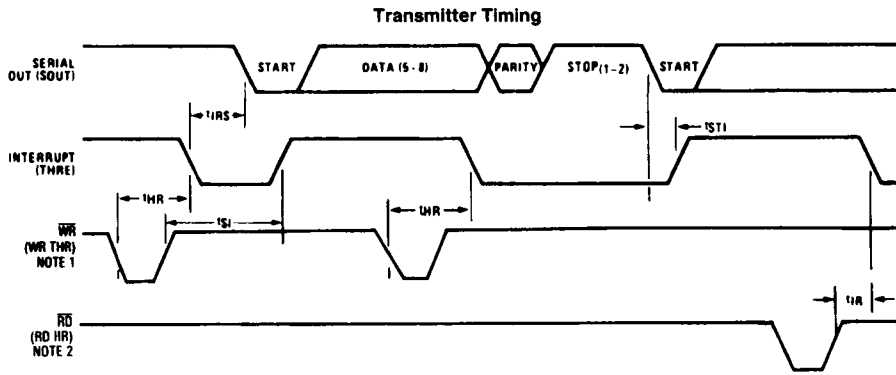 Transmitter Timing
SERIAL
OUT (SOUT)
START
DATA (5-8)
PARITY
STOP(1-2)
START
tIRS
tSTI
INTERRUPT
(THRE)
tHR
tSI
tHR
WR
(WR THR)
NOTE 1
tIR
RD
(RD IIR)
NOTE 2